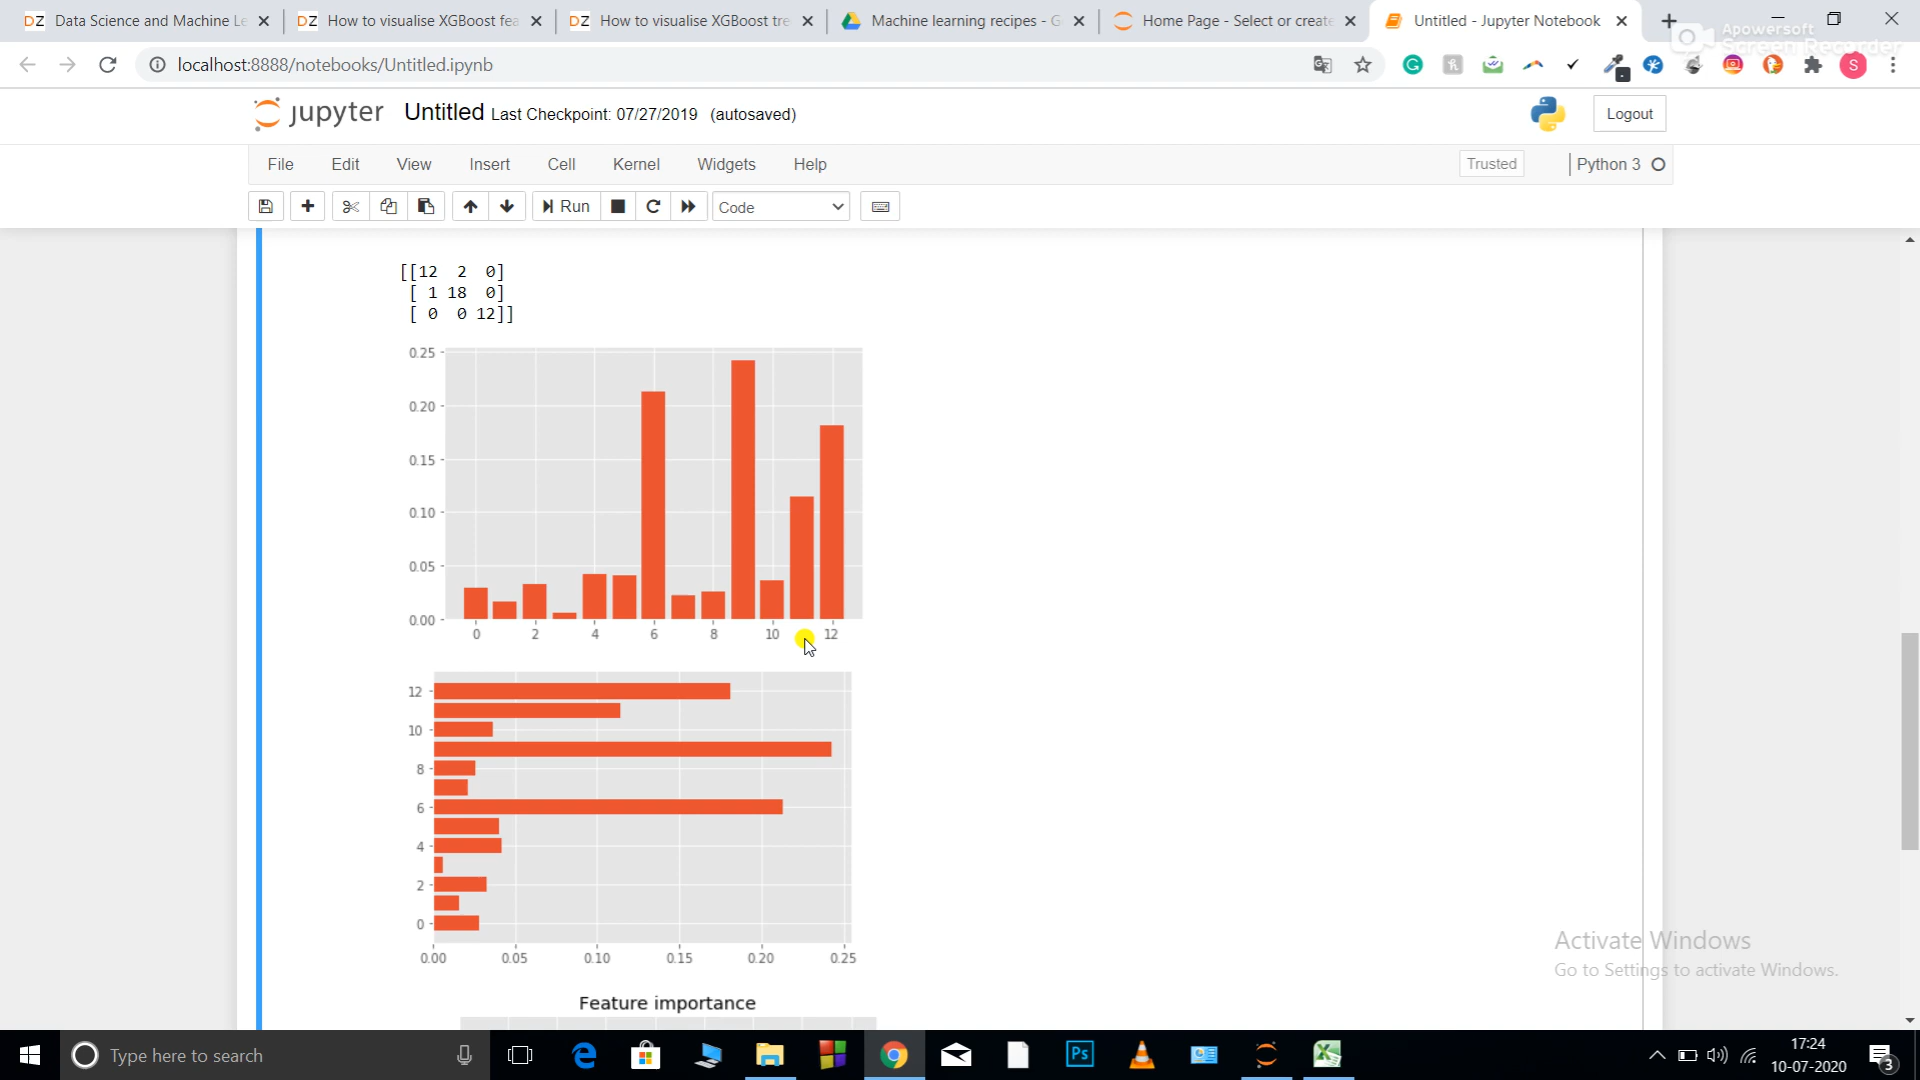 Data Science and Machine Le
How to visualise XGBoost fea
How to visualise XGBoost tre
Machine learning recipes - G
Home Page - Select or create
Untitled - Jupyter Notebook
Apowersoft
Screen Recorder
localhost:8888/notebooks/Untitled.ipynb
S
jupyter Untitled Last Checkpoint: 07/27/2019 (autosaved)
Logout
File Edit View Insert Cell Kernel Widgets Help
Trusted
Python 3
Run
Code
[[12 2 0]
[ 1 18 0]
[ 0 0 12]]
0.25
0.20
0.15
0.10
0.05
0.00
0 2 4 6 8 10 12
12
10
8
6
4
2
0
0.00 0.05 0.10 0.15 0.20 0.25
Feature importance
Activate Windows
Go to Settings to activate Windows.
Type here to search
Ps
17:24
10-07-2020
3